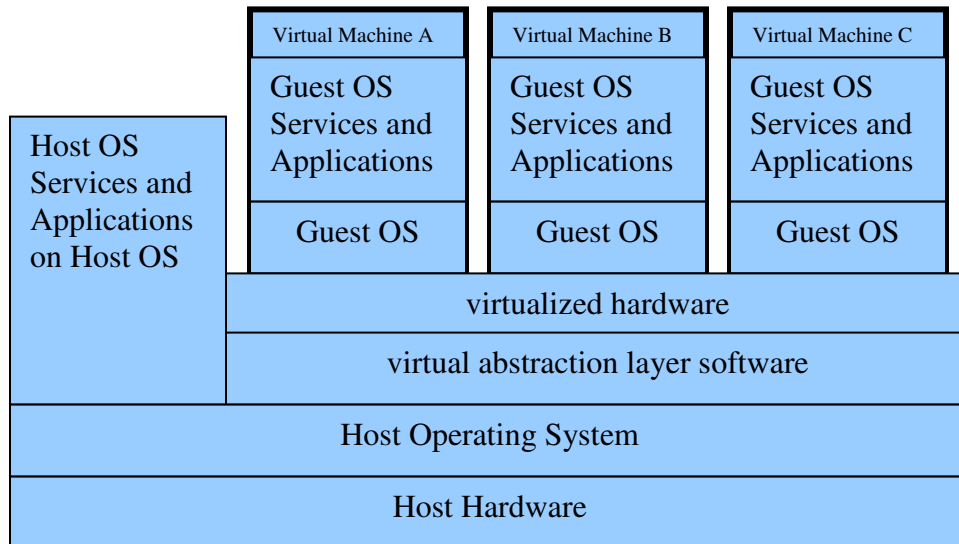 Virtual Machine A
Guest OS
Services and
Applications
Guest OS
Virtual Machine B
Guest OS
Services and
Applications
Guest OS
Virtual Machine C
Guest OS
Services and
Applications
Guest OS
Host OS
Services and
Applications
on Host OS
virtualized hardware
virtual abstraction layer software
Host Operating System
Host Hardware